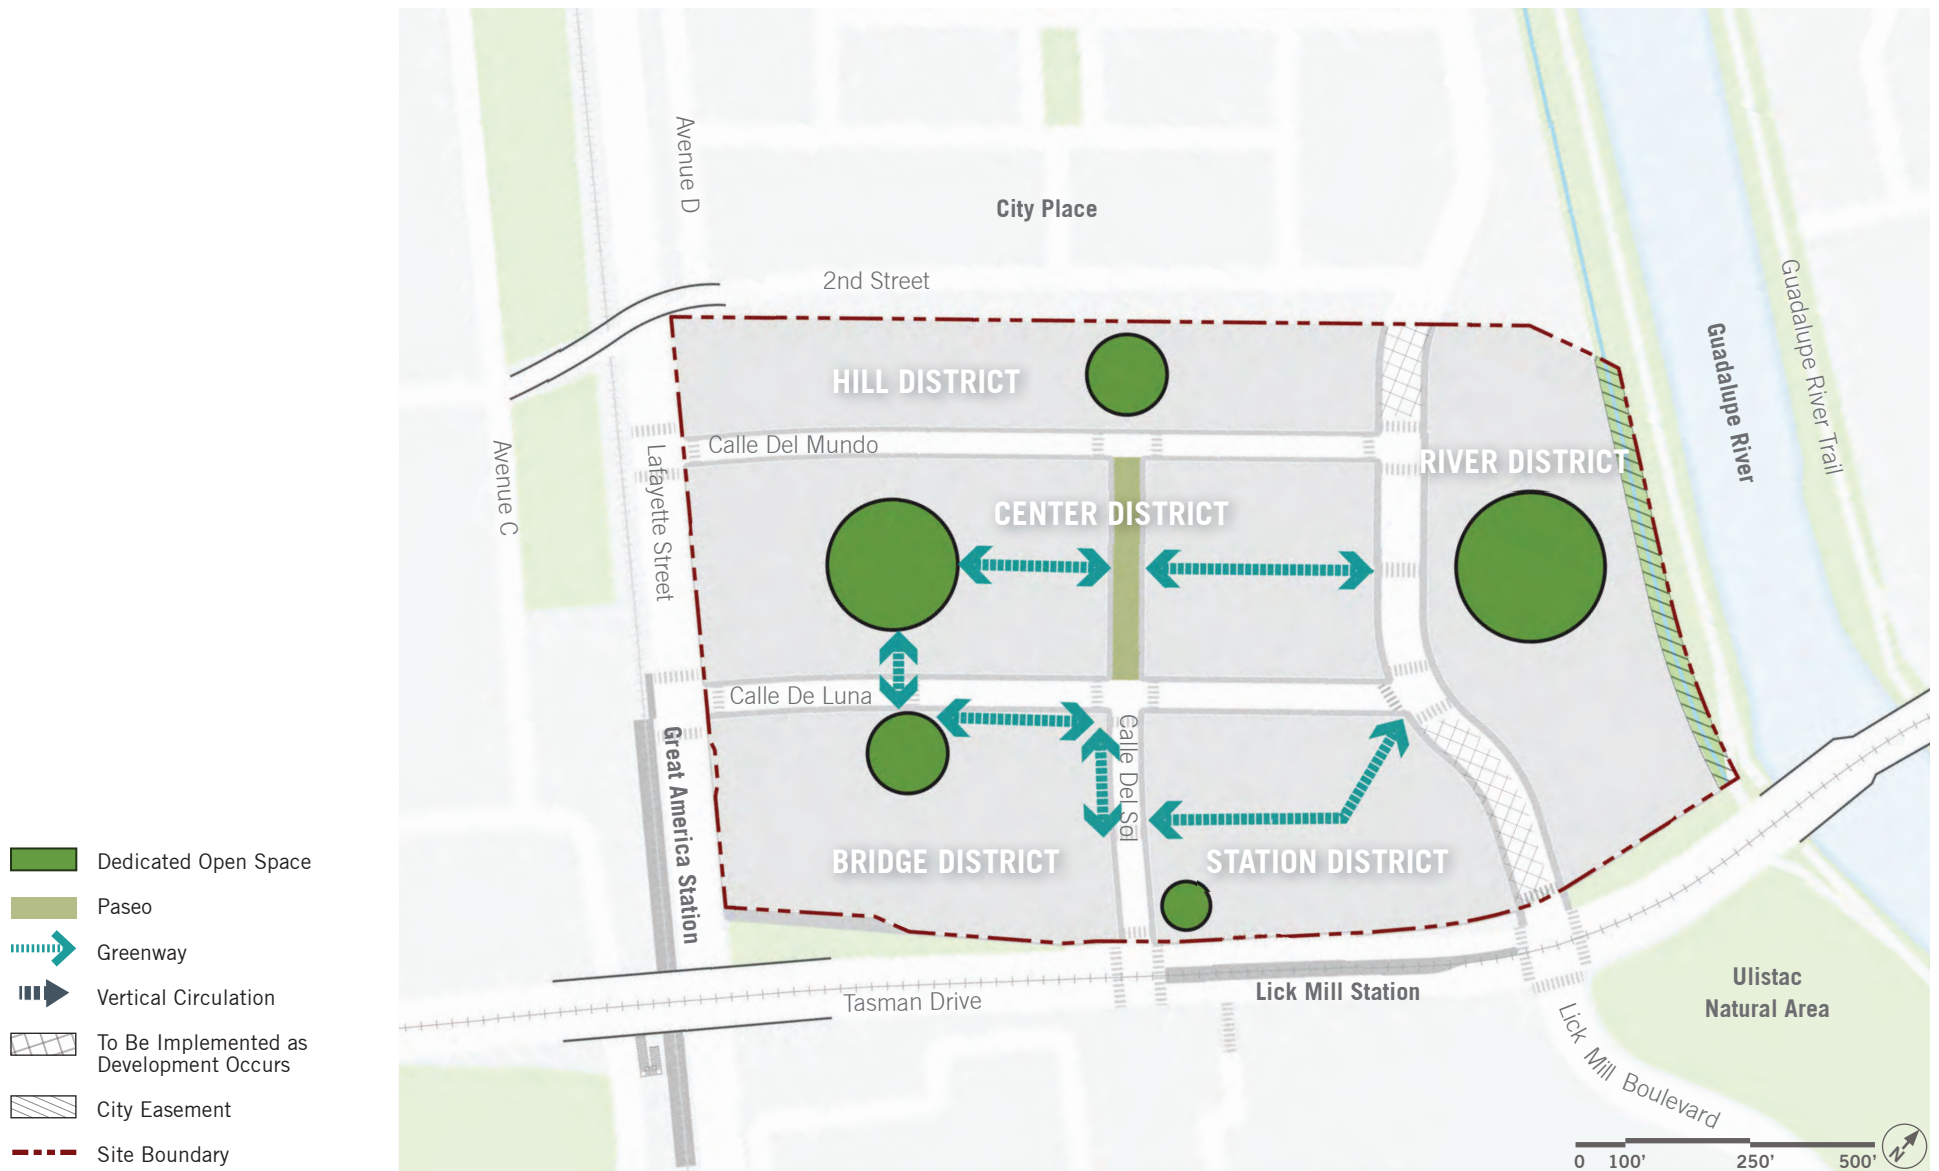 Avenue D
City Place
2nd Street
Guadalupe River Trail
Guadalupe River
HILL DISTRICT
Calle Del Mundo
Lafayette Street
Avenue C
RIVER DISTRICT
CENTER DISTRICT
Calle De Luna
Great America Station
Calle Del Sol
BRIDGE DISTRICT
STATION DISTRICT
Tasman Drive
Lick Mill Station
Ulistac
Natural Area
Lick Mill Boulevard
Dedicated Open Space
Paseo
Greenway
Vertical Circulation
To Be Implemented as
Development Occurs
City Easement
Site Boundary
0 100' 250' 500'
N